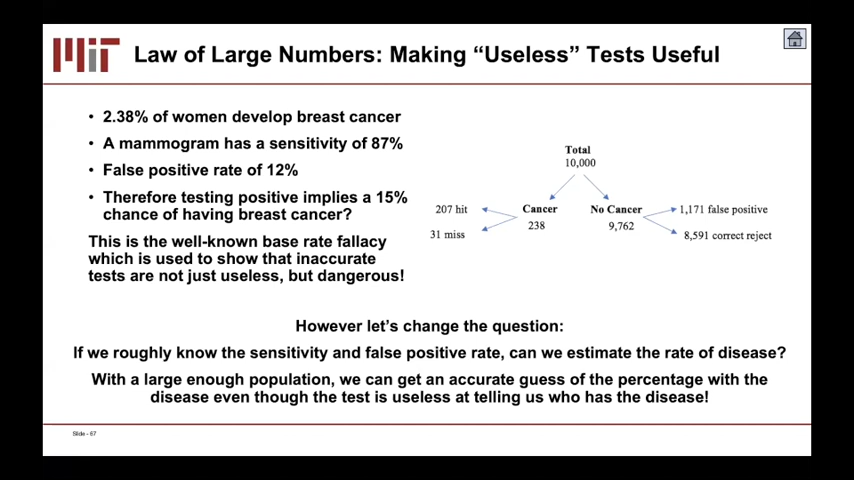 MiT
Law of Large Numbers: Making “Useless” Tests Useful
• 2.38% of women develop breast cancer
• A mammogram has a sensitivity of 87%
• False positive rate of 12%
• Therefore testing positive implies a 15%
chance of having breast cancer?
This is the well-known base rate fallacy
which is used to show that inaccurate
tests are not just useless, but dangerous!
Total
10,000
207 hit
Cancer
No Cancer
1,171 false positive
31 miss
238
9,762
8,591 correct reject
However let’s change the question:
If we roughly know the sensitivity and false positive rate, can we estimate the rate of disease?
With a large enough population, we can get an accurate guess of the percentage with the
disease even though the test is useless at telling us who has the disease!
Slide - 67